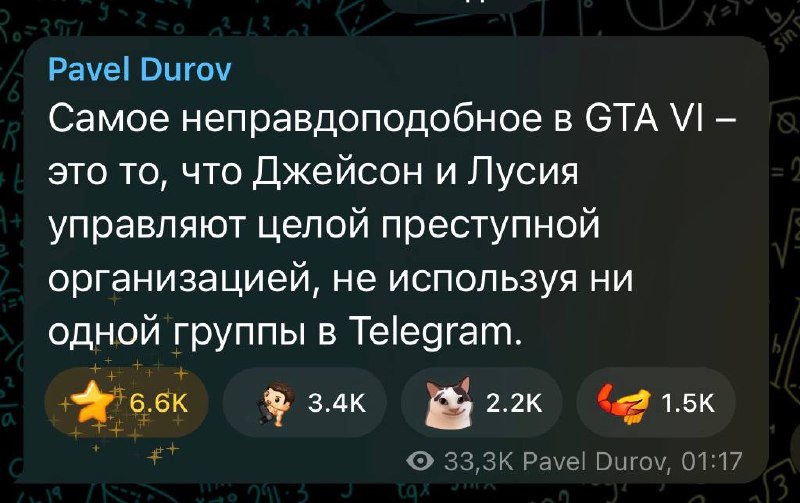 Pavel Durov
Самое неправдоподобное в GTA VI –
это то, что Джейсон и Лусия
управляют целой преступной
организацией, не используя ни
одной группы в Telegram.
6.6K 3.4K 2.2K 1.5K
33,3K Pavel Durov, 01:17